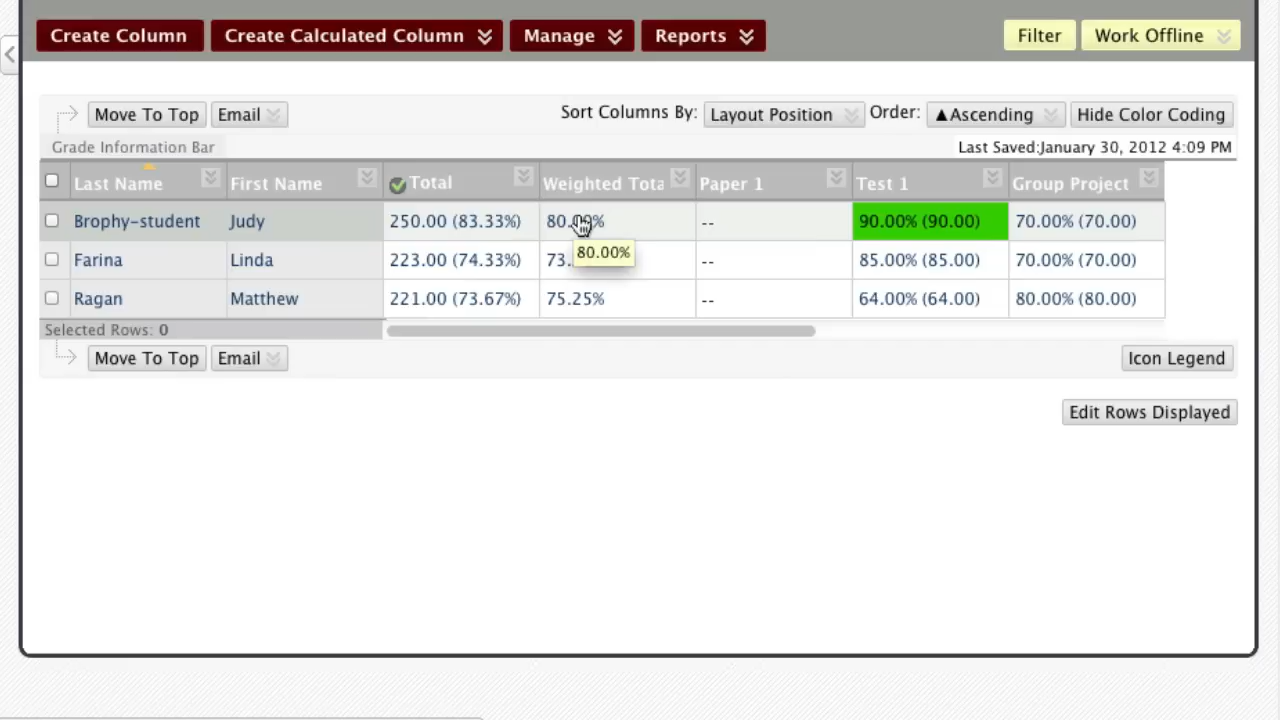 Create Column Create Calculated Column Manage Reports Filter Work Offline
Move To Top Email Sort Columns By: Layout Position Order: ▲Ascending Hide Color Coding
Grade Information Bar Last Saved:January 30, 2012 4:09 PM
Last Name First Name Total Weighted Tota Paper 1 Test 1 Group Project
Brophy-student Judy 250.00 (83.33%) -- 90.00% (90.00) 70.00% (70.00)
80.00%
Farina Linda 223.00 (74.33%) 73. -- 85.00% (85.00) 70.00% (70.00)
Ragan Matthew 221.00 (73.67%) 75.25% -- 64.00% (64.00) 80.00% (80.00)
Selected Rows: 0
Move To Top Email Icon Legend
Edit Rows Displayed